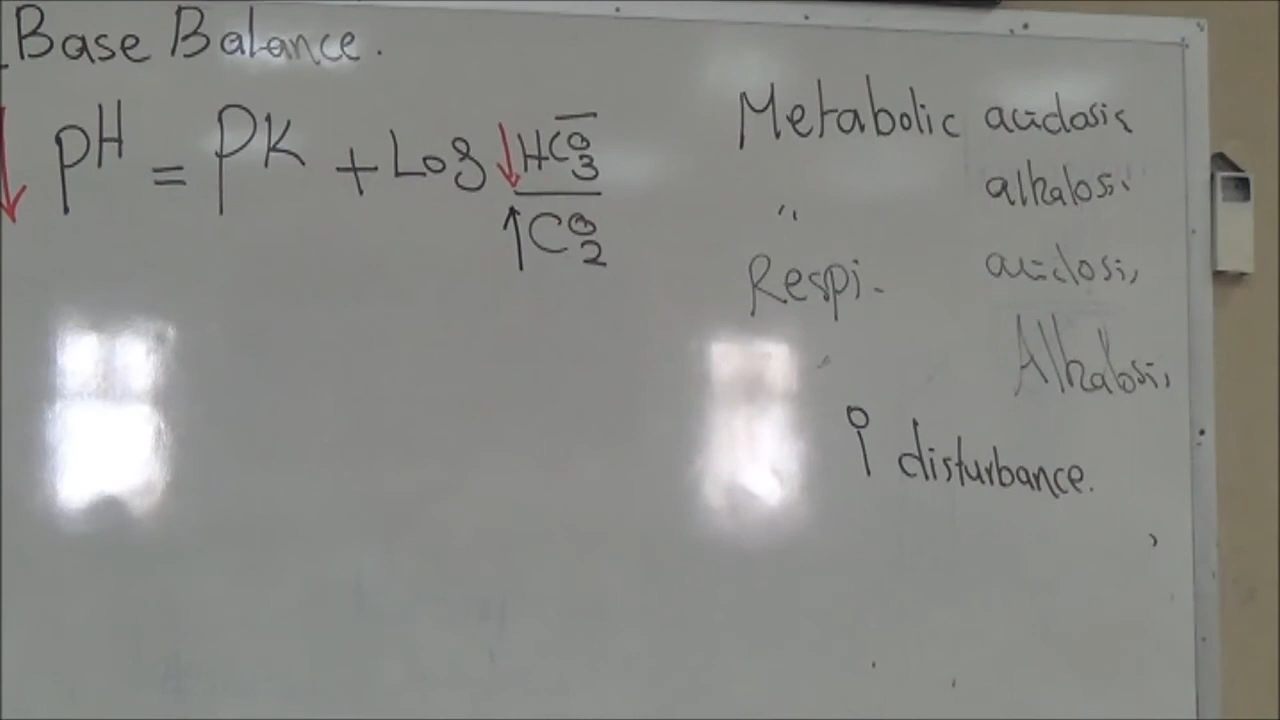 Base Balance.
↓ pH = PK + Log ↓HCO₃⁻ / ↑CO₂
Metabolic acidosis
" alkalosis
Respi. acidosis
Alkalosis
1° disturbance.